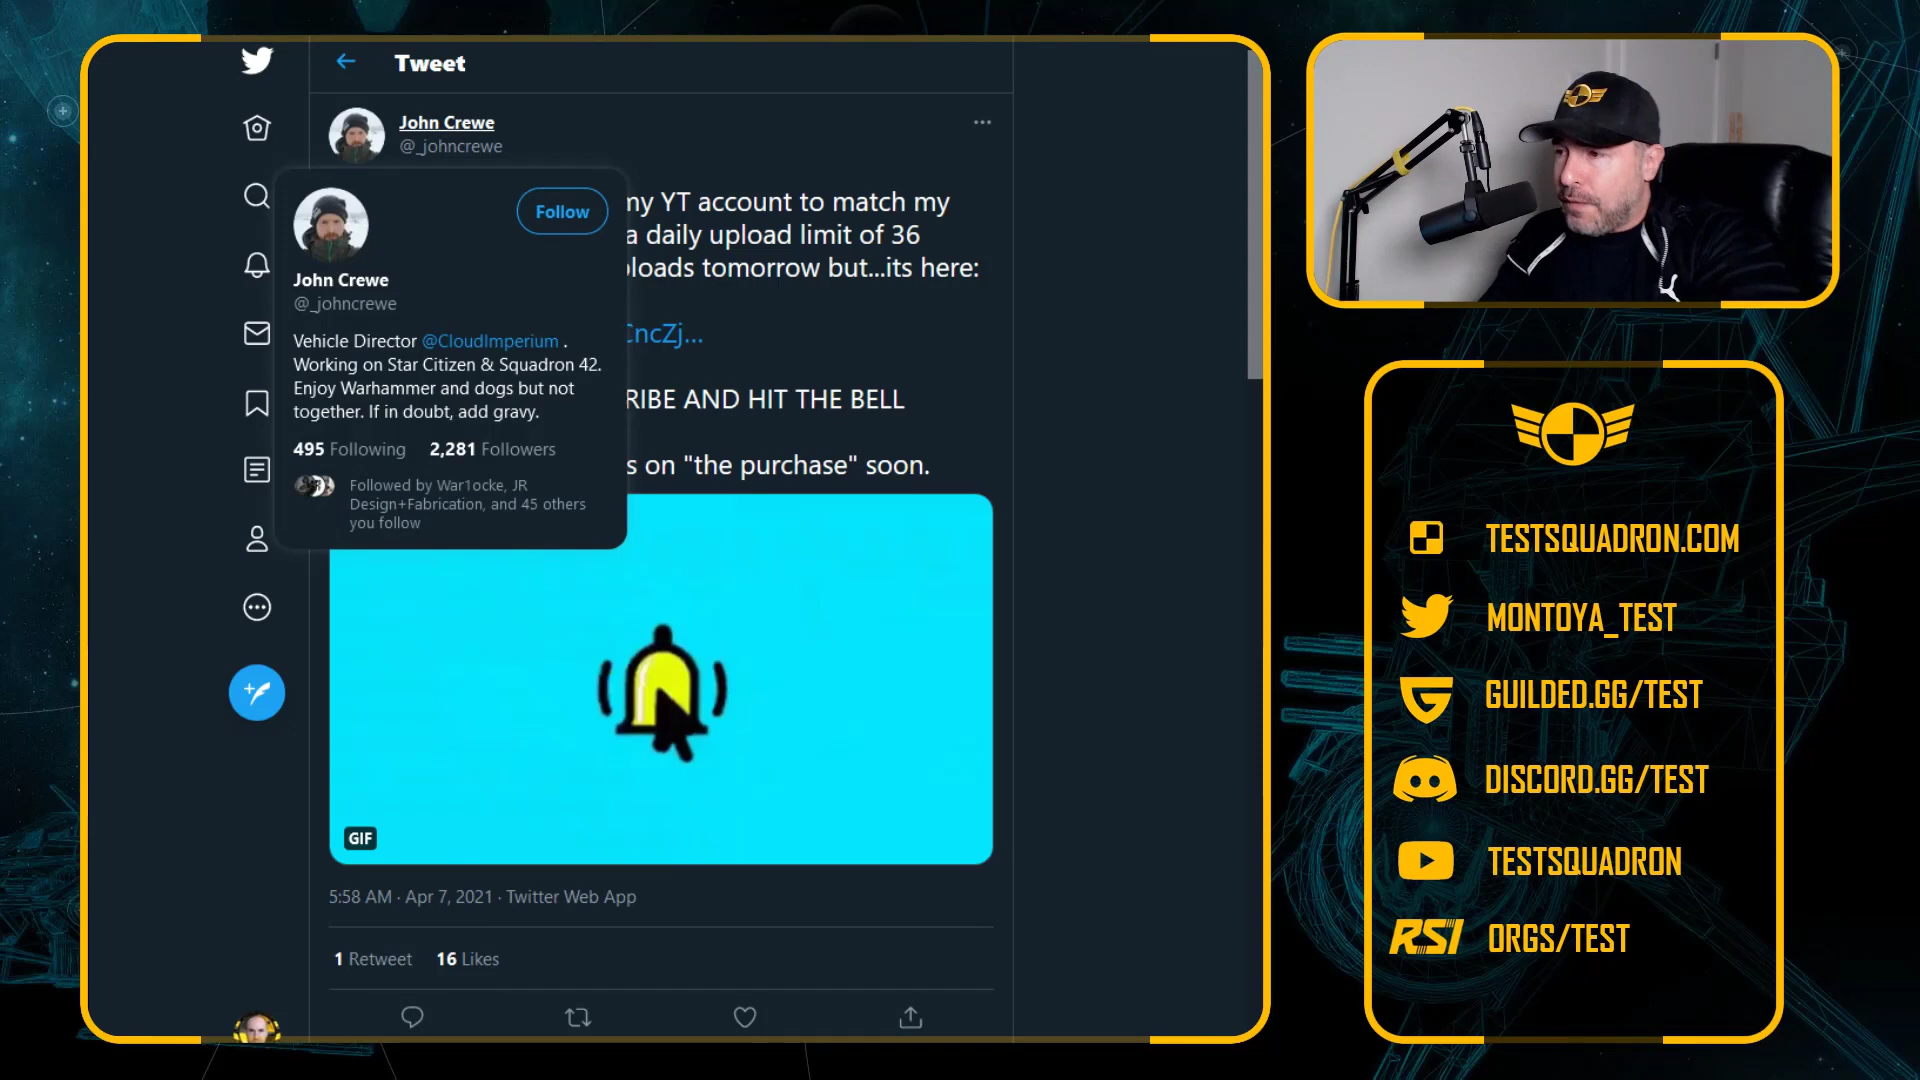 Tweet
John Crewe
@_johncrewe
my YT account to match my
a daily upload limit of 36
loads tomorrow but...its here:
CncZj...
RIBE AND HIT THE BELL
s on "the purchase" soon.
Follow
John Crewe
@_johncrewe
Vehicle Director @CloudImperium .
Working on Star Citizen & Squadron 42.
Enjoy Warhammer and dogs but not
together. If in doubt, add gravy.
495 Following 2,281 Followers
Followed by War1ocke, JR
Design+Fabrication, and 45 others
you follow
GIF
5:58 AM · Apr 7, 2021 · Twitter Web App
1 Retweet 16 Likes
TESTSQUADRON.COM
MONTOYA_TEST
GUILDED.GG/TEST
DISCORD.GG/TEST
TESTSQUADRON
RSI ORGS/TEST